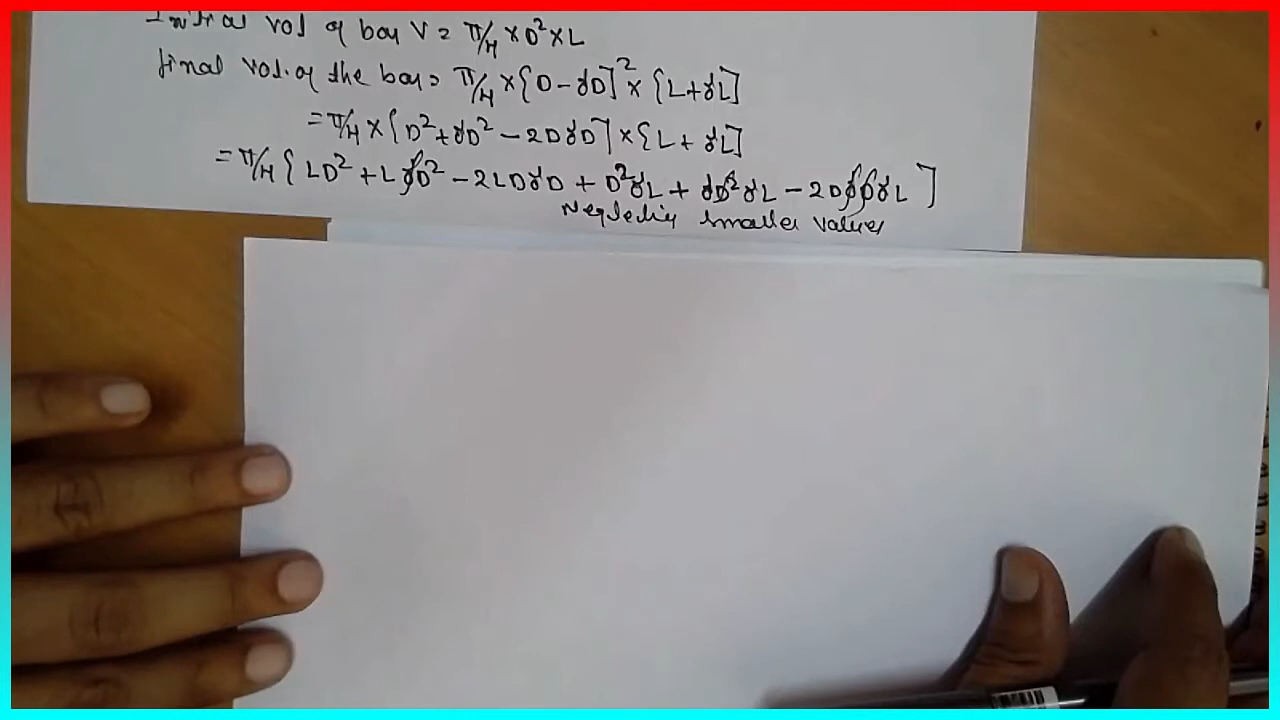 Initial vol of bar V = π/4 × D² × L
final vol. of the bar = π/4 × {D - δD]² × {L + δL]
= π/4 × {D² + δD² - 2DδD] × {L + δL]
= π/4 { LD² + LδD² - 2LDδD + D²δL + δD²δL - 2DδDδL ]
Neglecting smaller values